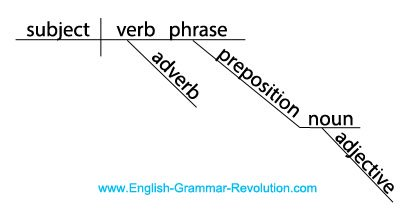 subject verb phrase
adverb
preposition
noun
adjective
www.English-Grammar-Revolution.com